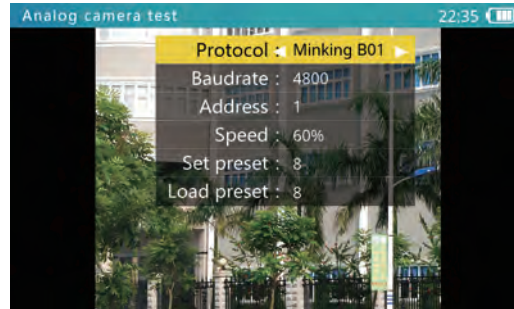 Analog camera test 22:35
Protocol : Minking B01
Baudrate : 4800
Address : 1
Speed : 60%
Set preset : 8
Load preset : 8